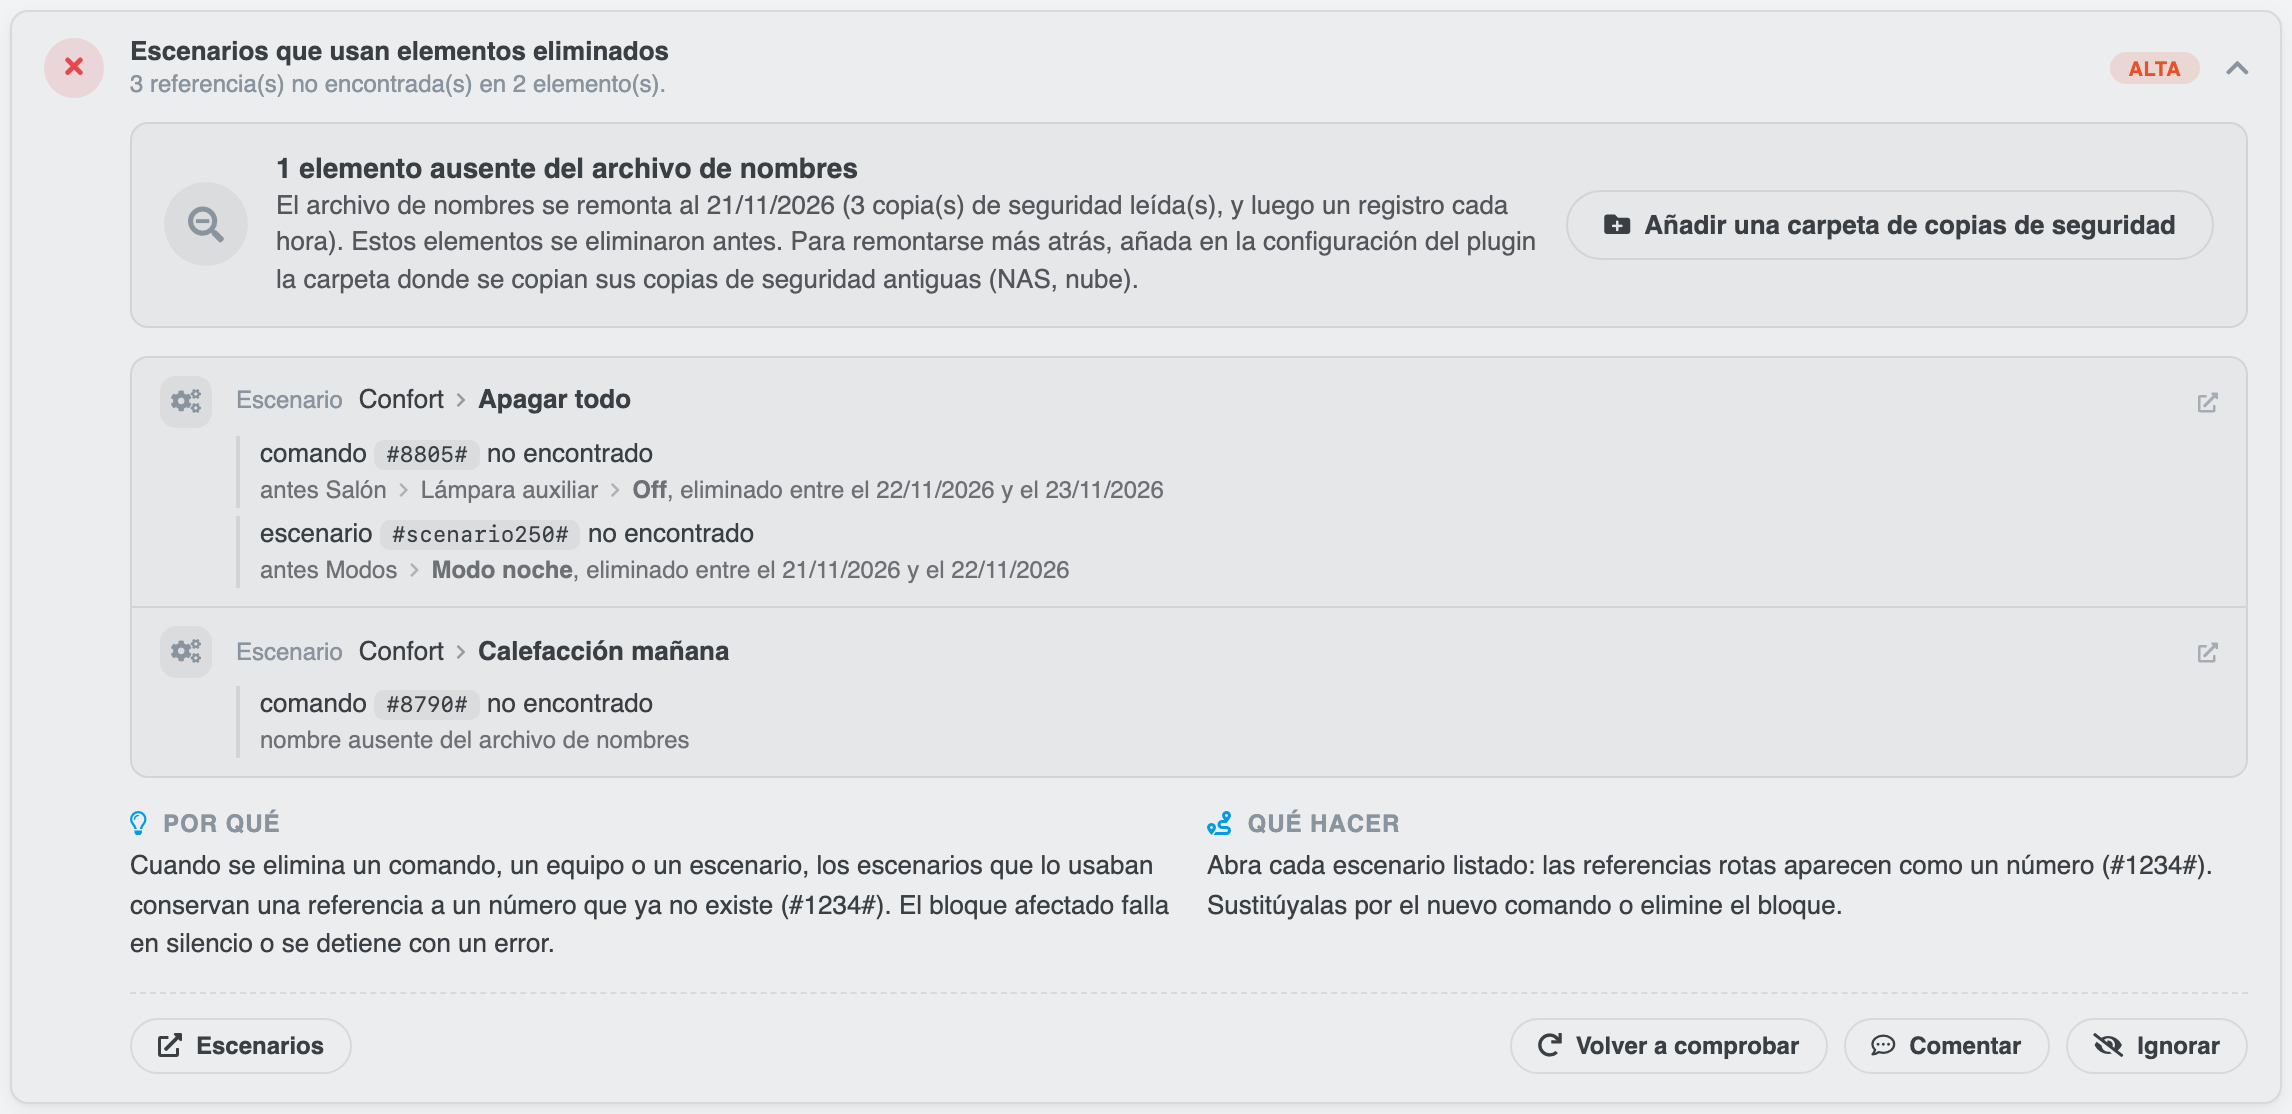 Escenarios que usan elementos eliminados
3 referencia(s) no encontrada(s) en 2 elemento(s).
ALTA
1 elemento ausente del archivo de nombres
El archivo de nombres se remonta al 21/11/2026 (3 copia(s) de seguridad leída(s), y luego un registro cada
hora). Estos elementos se eliminaron antes. Para remontarse más atrás, añada en la configuración del plugin
la carpeta donde se copian sus copias de seguridad antiguas (NAS, nube).
Añadir una carpeta de copias de seguridad
Escenario Confort > Apagar todo
comando #8805# no encontrado
antes Salón > Lámpara auxiliar > Off, eliminado entre el 22/11/2026 y el 23/11/2026
escenario #scenario250# no encontrado
antes Modos > Modo noche, eliminado entre el 21/11/2026 y el 22/11/2026
Escenario Confort > Calefacción mañana
comando #8790# no encontrado
nombre ausente del archivo de nombres
POR QUÉ
Cuando se elimina un comando, un equipo o un escenario, los escenarios que lo usaban
conservan una referencia a un número que ya no existe (#1234#). El bloque afectado falla
en silencio o se detiene con un error.
QUÉ HACER
Abra cada escenario listado: las referencias rotas aparecen como un número (#1234#).
Sustitúyalas por el nuevo comando o elimine el bloque.
Escenarios
Volver a comprobar
Comentar
Ignorar